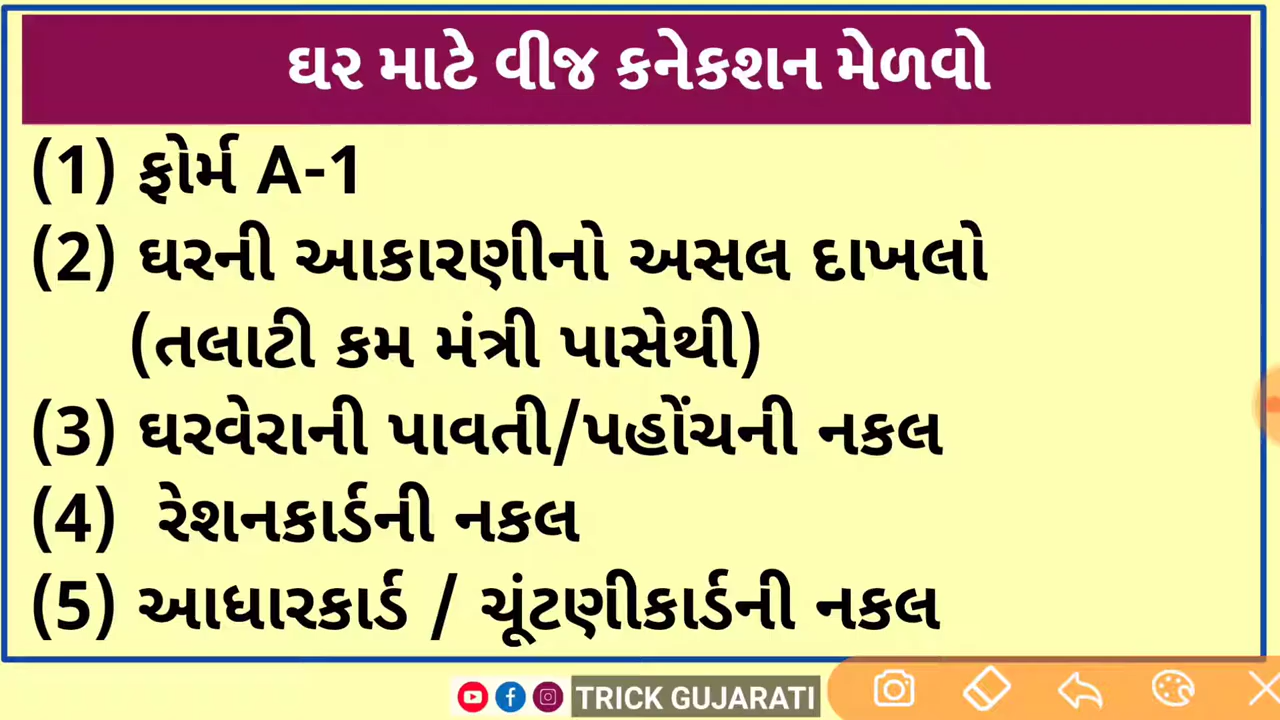 ઘર માટે વીજ કનેકશન મેળવો
(1) ફોર્મ A-1
(2) ઘરની આકારણીનો અસલ દાખલો
(તલાટી કમ મંત્રી પાસેથી)
(3) ઘરવેરાની પાવતી/પહોંચની નકલ
(4) રેશનકાર્ડની નકલ
(5) આધારકાર્ડ / ચૂંટણીકાર્ડની નકલ
TRICK GUJARATI